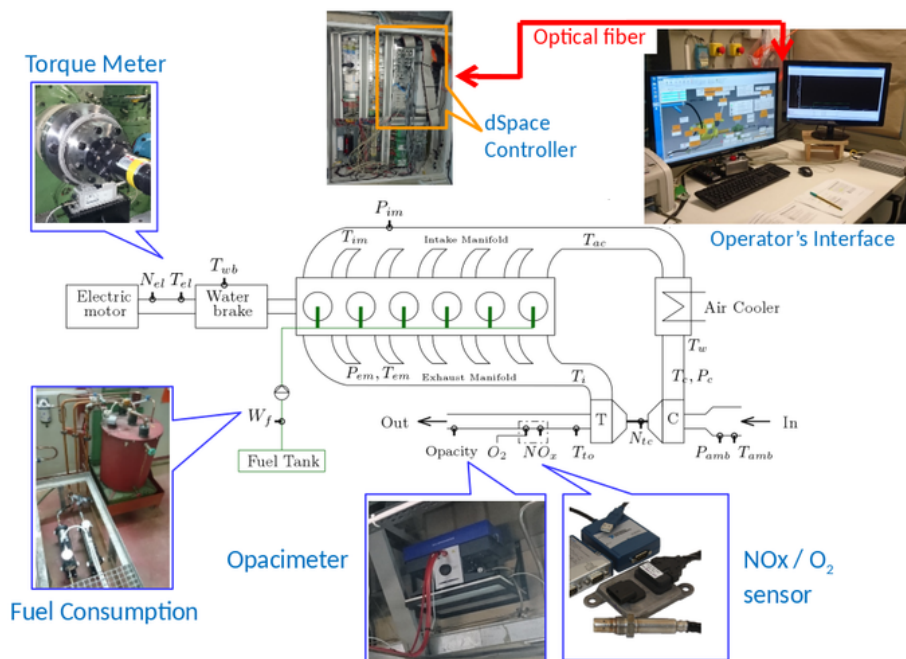 Optical fiber
Torque Meter
dSpace
Controller
Operator's Interface
P_im
T_im
Intake Manifold
T_ac
T_wb
N_el T_el
Electric
motor
Water
brake
Air Cooler
T_w
P_em, T_em
Exhaust Manifold
T_i
T_c, P_c
W_f
Out
T
C
In
N_tc
Fuel Tank
Opacity
O_2
NO_x
T_to
P_amb T_amb
Opacimeter
NOx / O_2
sensor
Fuel Consumption